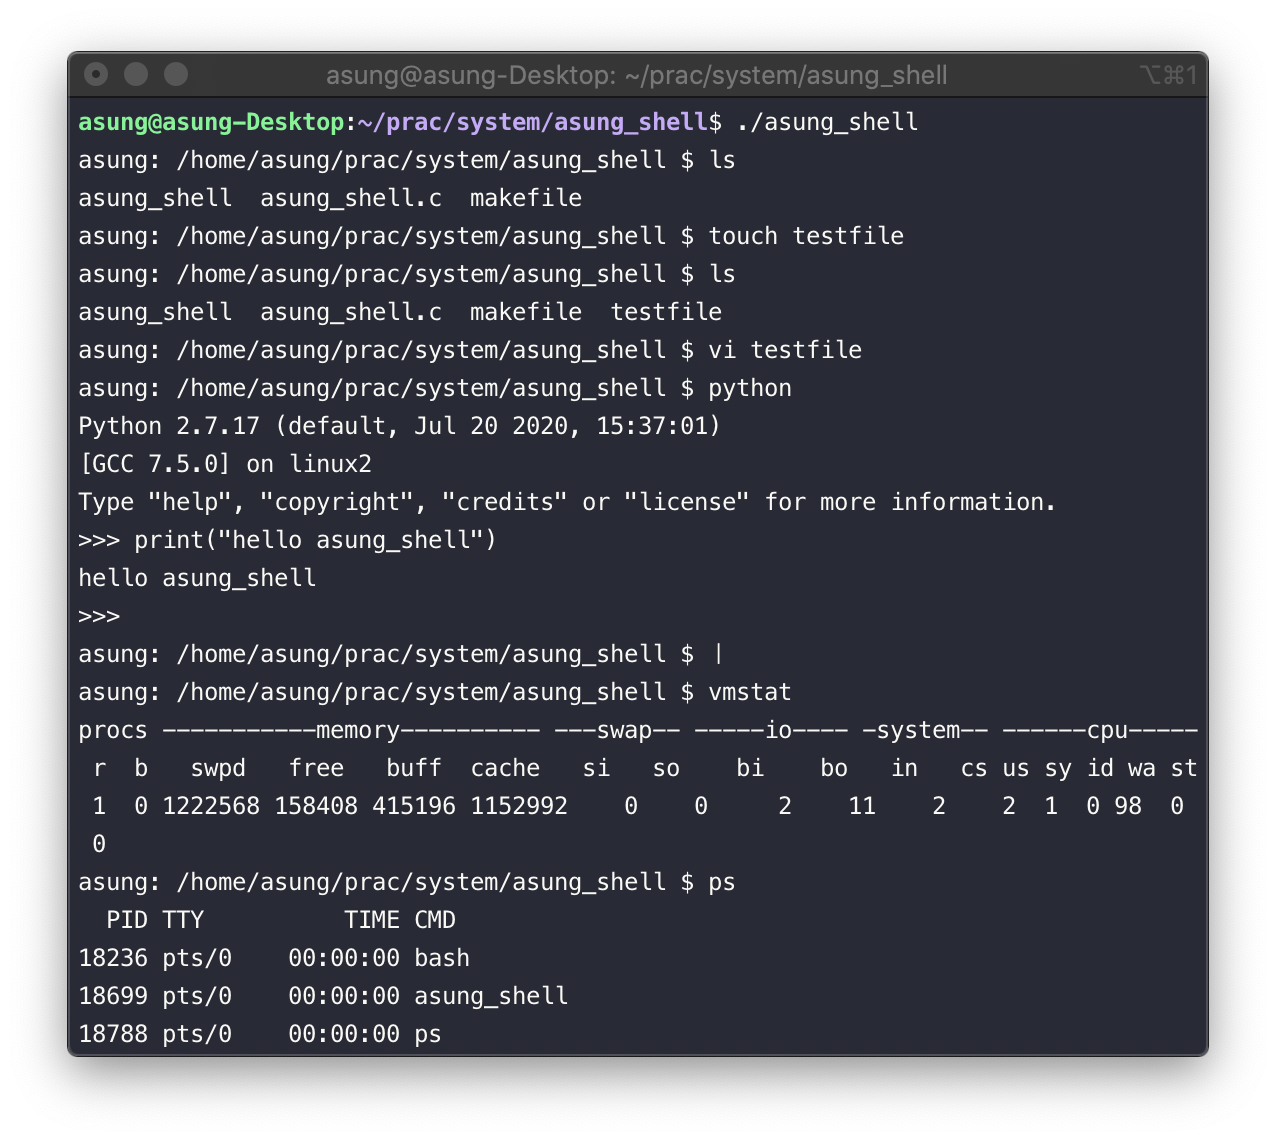 asung@asung-Desktop: ~/prac/system/asung_shell ⌥⌘1
asung@asung-Desktop:~/prac/system/asung_shell$ ./asung_shell
asung: /home/asung/prac/system/asung_shell $ ls
asung_shell  asung_shell.c  makefile
asung: /home/asung/prac/system/asung_shell $ touch testfile
asung: /home/asung/prac/system/asung_shell $ ls
asung_shell  asung_shell.c  makefile  testfile
asung: /home/asung/prac/system/asung_shell $ vi testfile
asung: /home/asung/prac/system/asung_shell $ python
Python 2.7.17 (default, Jul 20 2020, 15:37:01)
[GCC 7.5.0] on linux2
Type "help", "copyright", "credits" or "license" for more information.
>>> print("hello asung_shell")
hello asung_shell
>>>
asung: /home/asung/prac/system/asung_shell $ |
asung: /home/asung/prac/system/asung_shell $ vmstat
procs -----------memory---------- ---swap-- -----io---- -system-- ------cpu-----
 r  b   swpd   free   buff  cache   si   so    bi    bo   in   cs us sy id wa st
 1  0 1222568 158408 415196 1152992    0    0     2    11    2    2  1  0 98  0
 0
asung: /home/asung/prac/system/asung_shell $ ps
  PID TTY          TIME CMD
18236 pts/0    00:00:00 bash
18699 pts/0    00:00:00 asung_shell
18788 pts/0    00:00:00 ps